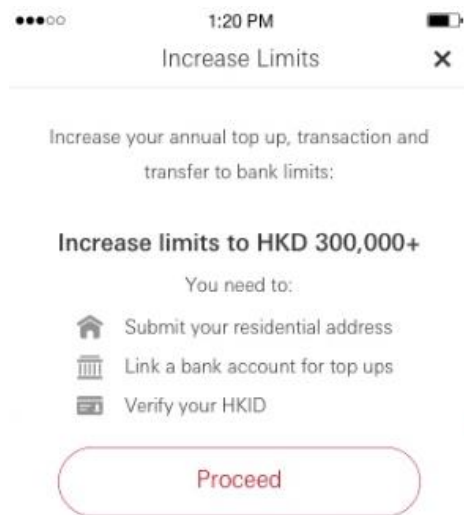 1:20 PM
Increase Limits
Increase your annual top up, transaction and
transfer to bank limits:
Increase limits to HKD 300,000+
You need to:
Submit your residential address
Link a bank account for top ups
Verify your HKID
Proceed